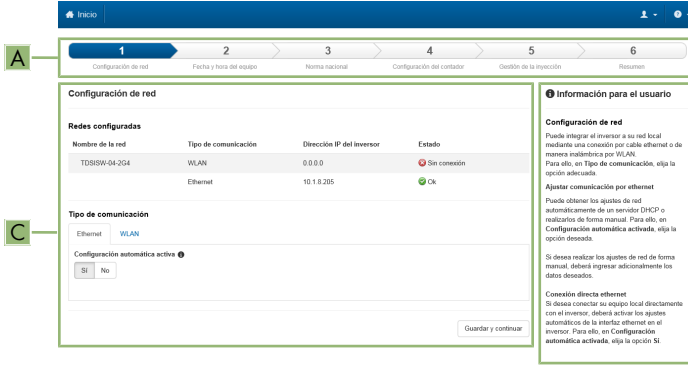 Inicio
A
1 2 3 4 5 6
Configuración de red Fecha y hora del equipo Norma nacional Configuración del contador Gestión de la inyección Resumen
C
Configuración de red
Redes configuradas
Nombre de la red Tipo de comunicación Dirección IP del inversor Estado
TDSISW-04-2G4 WLAN 0.0.0.0 Sin conexión
Ethernet 10.1.8.205 Ok
Tipo de comunicación
Ethernet WLAN
Configuración automática activa
Sí No
Guardar y continuar
Información para el usuario
Configuración de red
Puede integrar el inversor a su red local
mediante una conexión por cable ethernet o de
manera inalámbrica por WLAN.
Para ello, en Tipo de comunicación, elija la
opción adecuada.
Ajustar comunicación por ethernet
Puede obtener los ajustes de red
automáticamente de un servidor DHCP o
realizarlos de forma manual. Para ello, en
Configuración automática activada, elija la
opción deseada.
Si desea realizar los ajustes de red de forma
manual, deberá ingresar adicionalmente los
datos deseados.
Conexión directa ethernet
Si desea conectar su equipo local directamente
con el inversor, deberá activar los ajustes
automáticos de la interfaz ethernet en el
inversor. Para ello, en Configuración
automática activada, elija la opción Sí.